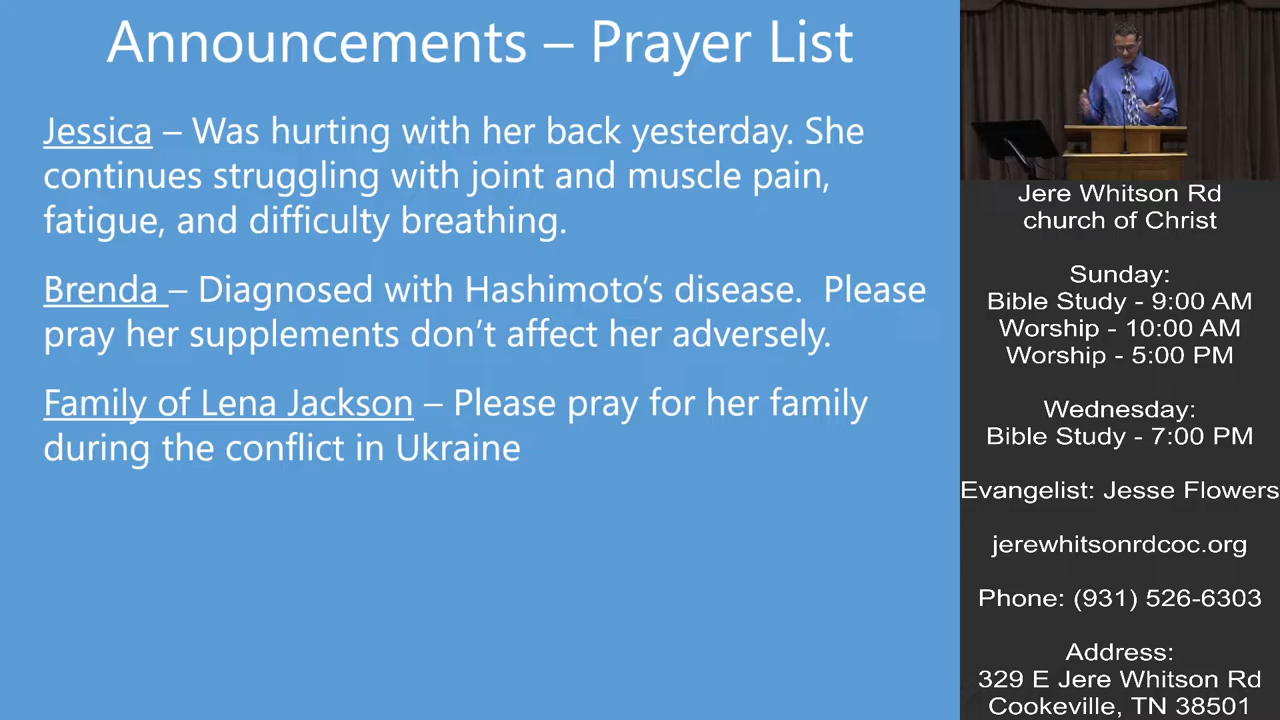 Announcements – Prayer List
Jessica – Was hurting with her back yesterday. She
continues struggling with joint and muscle pain,
fatigue, and difficulty breathing.
Brenda – Diagnosed with Hashimoto's disease.  Please
pray her supplements don't affect her adversely.
Family of Lena Jackson – Please pray for her family
during the conflict in Ukraine
Jere Whitson Rd
church of Christ
Sunday:
Bible Study - 9:00 AM
Worship - 10:00 AM
Worship - 5:00 PM
Wednesday:
Bible Study - 7:00 PM
Evangelist: Jesse Flowers
jerewhitsonrdcoc.org
Phone: (931) 526-6303
Address:
329 E Jere Whitson Rd
Cookeville, TN 38501